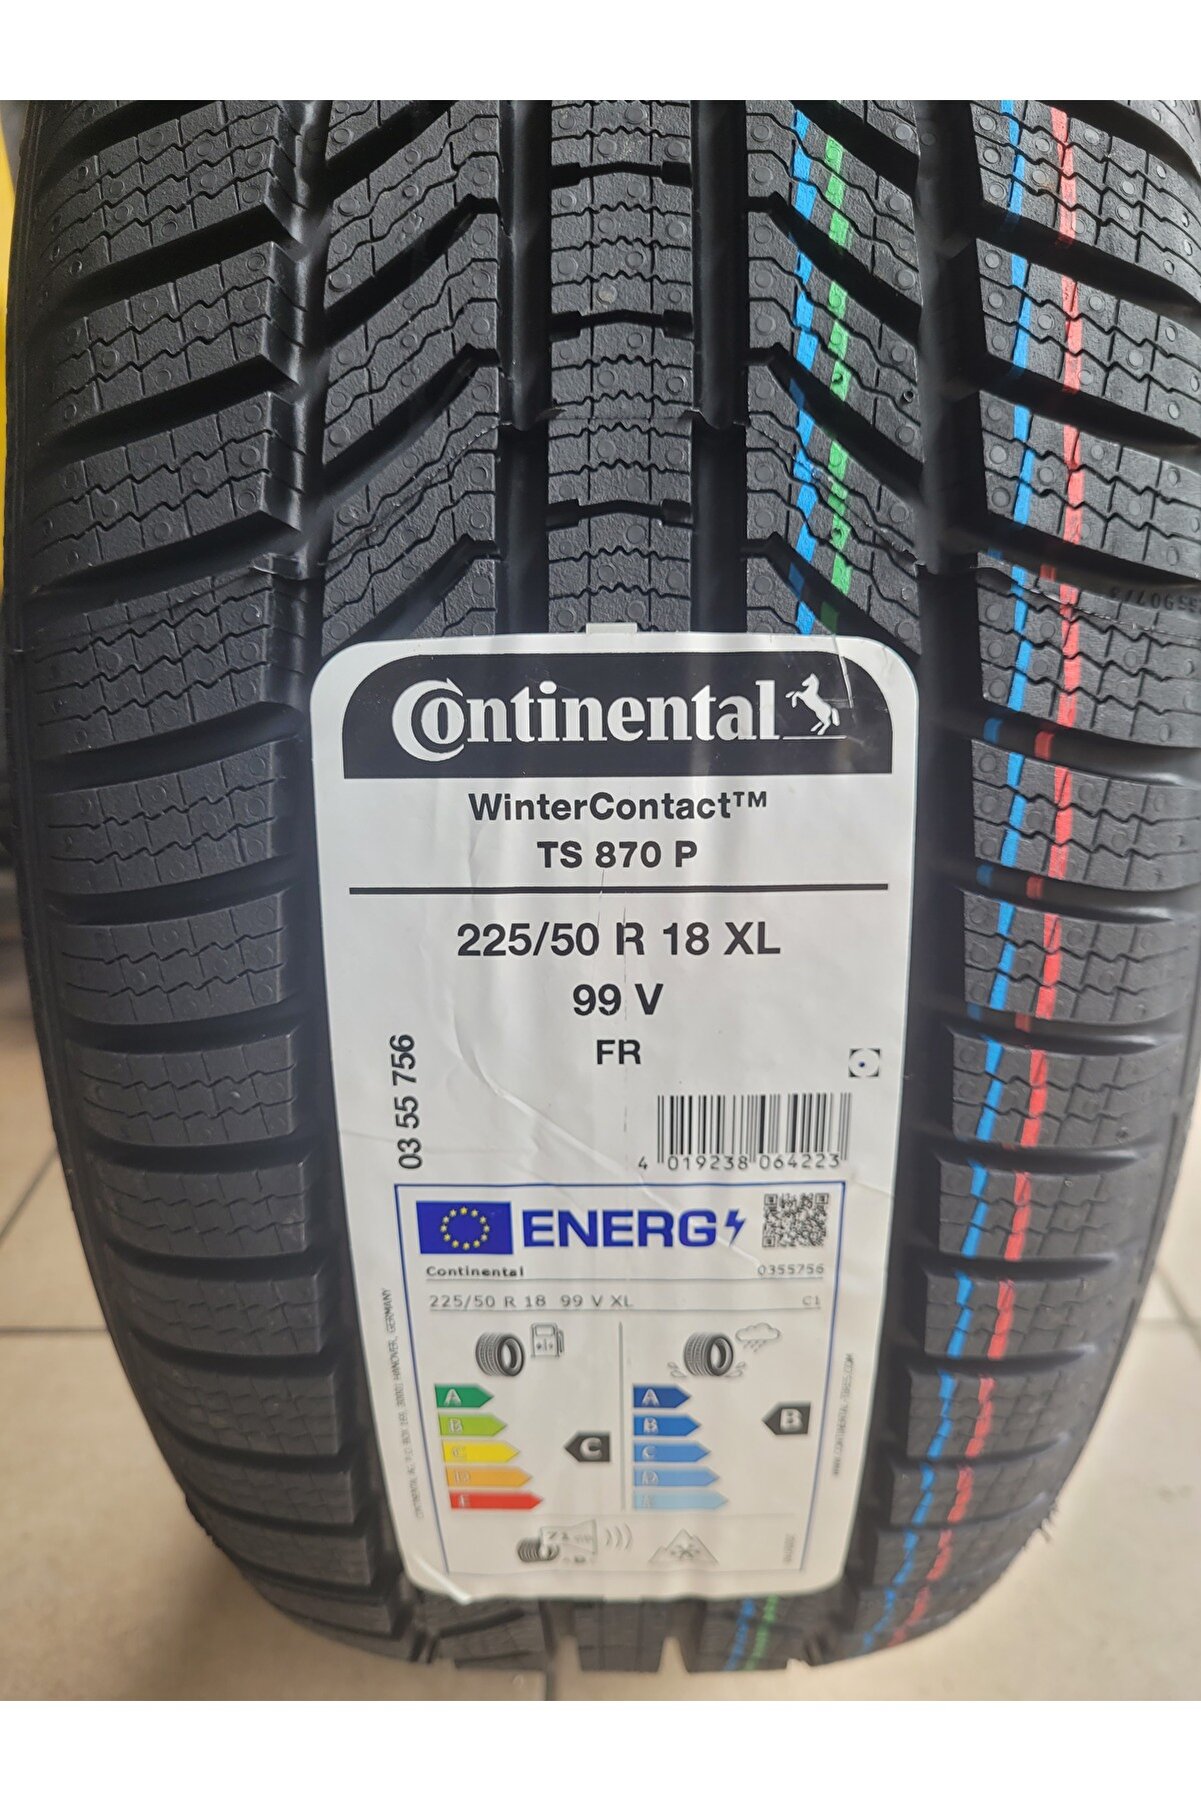 Continental
WinterContact™
TS 870 P
225/50 R 18 XL
99 V
FR
03 55 756
4 019238 064223
ENERG
Continental 0355756
225/50 R 18 99 V XL C1
A
B
C
D
E
C
A
B
C
D
E
B